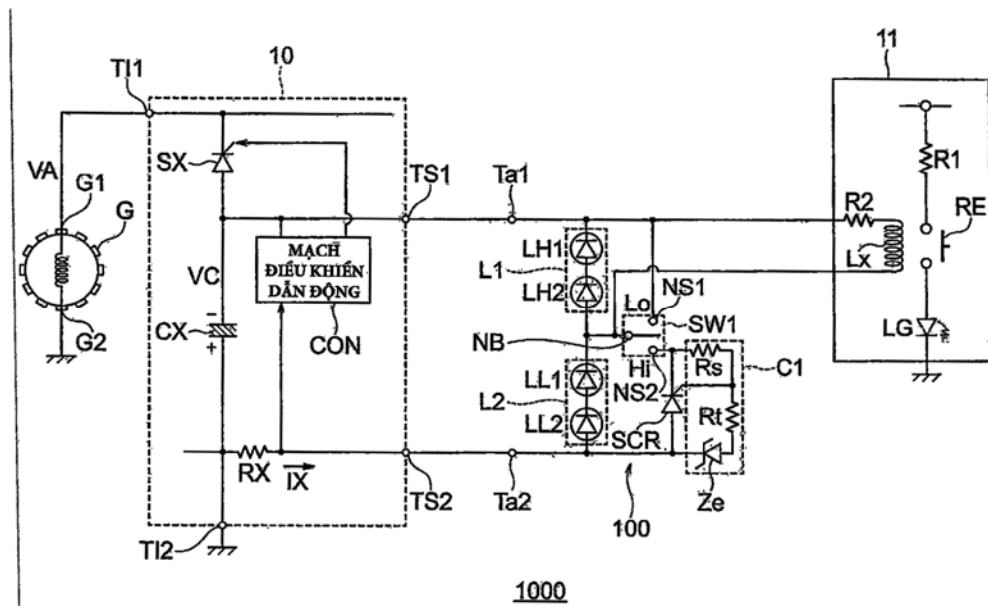 10
11
TI1
VA
SX
TS1
Ta1
R1
G1
G
R2
RE
MẠCH
ĐIỀU KHIỂN
DẪN ĐỘNG
LH1
L1
LH2
Lx
NS1
VC
Lo
SW1
G2
CX
−
+
CON
NB
LG
Hi
Rs
C1
LL1
L2
NS2
LL2
Rt
SCR
RX
IX
TS2
Ta2
Ze
100
TI2
1000